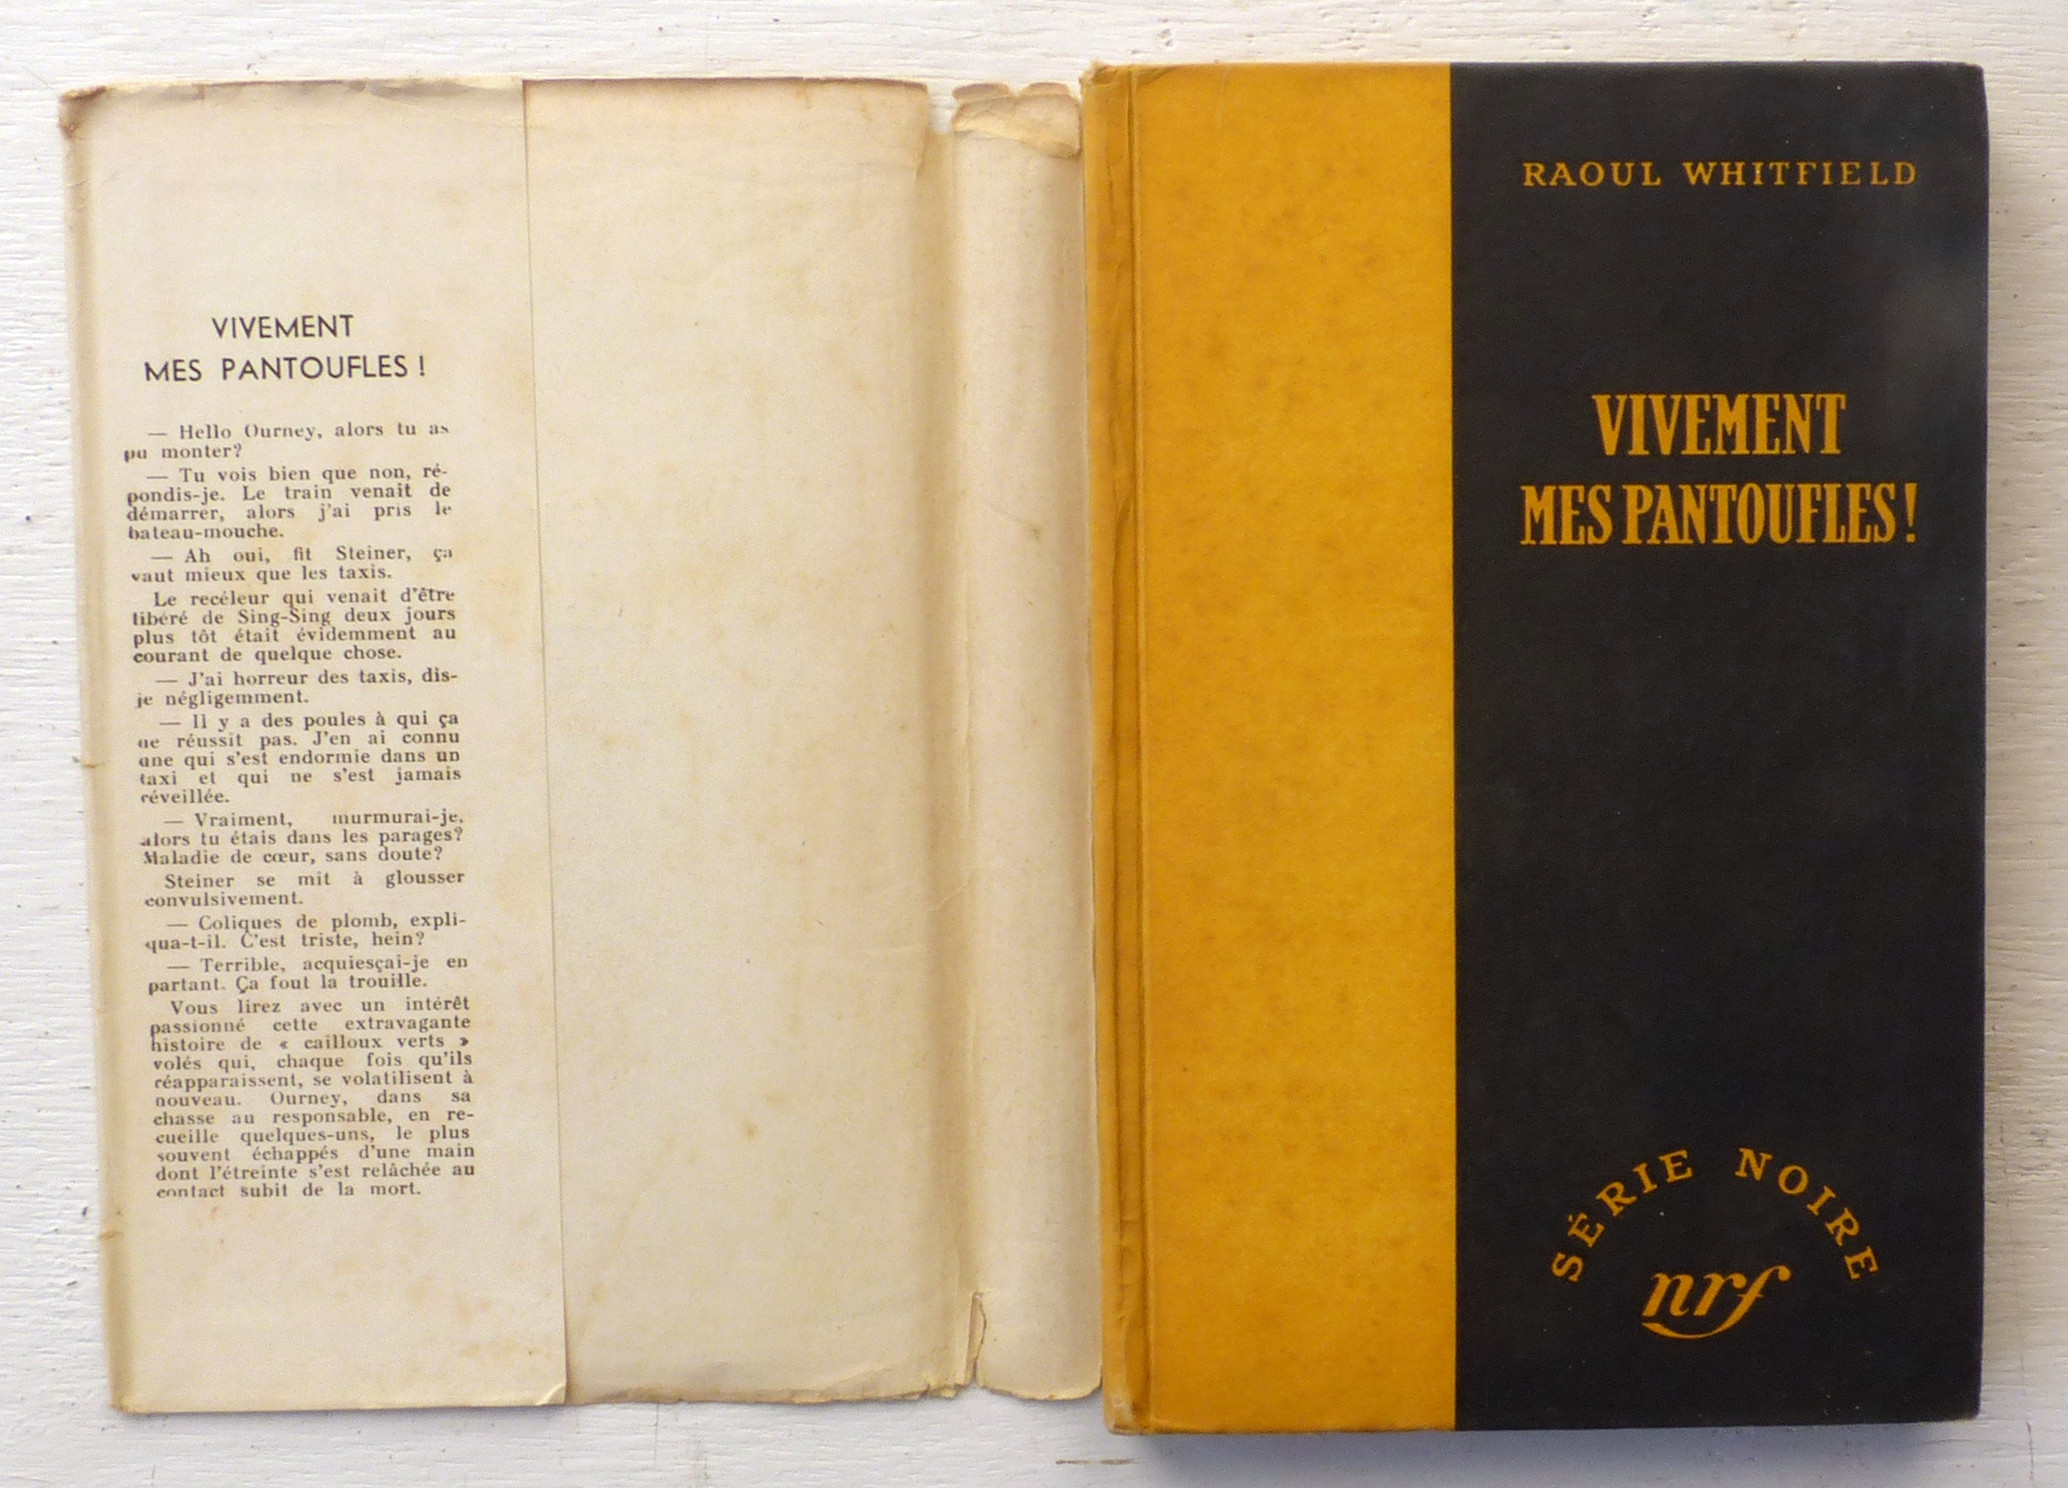 VIVEMENT
MES PANTOUFLES !
— Hello Ourney, alors tu as
pu monter?
— Tu vois bien que non, ré-
pondis-je. Le train venait de
démarrer, alors j'ai pris le
bateau-mouche.
— Ah oui, fit Steiner, ça
vaut mieux que les taxis.
Le recéleur qui venait d'être
libéré de Sing-Sing deux jours
plus tôt était évidemment au
courant de quelque chose.
— J'ai horreur des taxis, dis-
je négligemment.
— Il y a des poules à qui ça
ne réussit pas. J'en ai connu
une qui s'est endormie dans un
taxi et qui ne s'est jamais
réveillée.
— Vraiment, murmurai-je,
alors tu étais dans les parages?
Maladie de cœur, sans doute?
Steiner se mit à glousser
convulsivement.
— Coliques de plomb, expli-
qua-t-il. C'est triste, hein?
— Terrible, acquiesçai-je en
partant. Ça fout la trouille.
Vous lirez avec un intérêt
passionné cette extravagante
histoire de « cailloux verts »
volés qui, chaque fois qu'ils
réapparaissent, se volatilisent à
nouveau. Ourney, dans sa
chasse au responsable, en re-
cueille quelques-uns, le plus
souvent échappés d'une main
dont l'étreinte s'est relâchée au
contact subit de la mort.
RAOUL WHITFIELD
VIVEMENT
MES PANTOUFLES !
SÉRIE NOIRE
nrf